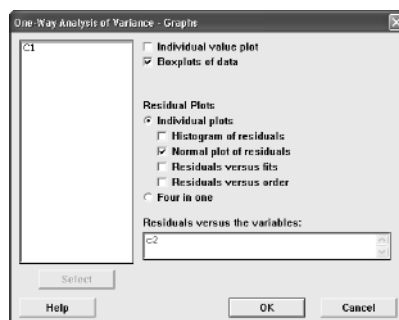 One-Way Analysis of Variance - Graphs
C1
Individual value plot
Boxplots of data
Residual Plots
Individual plots
Histogram of residuals
Normal plot of residuals
Residuals versus fits
Residuals versus order
Four in one
Residuals versus the variables:
c2
Select
Help
OK
Cancel